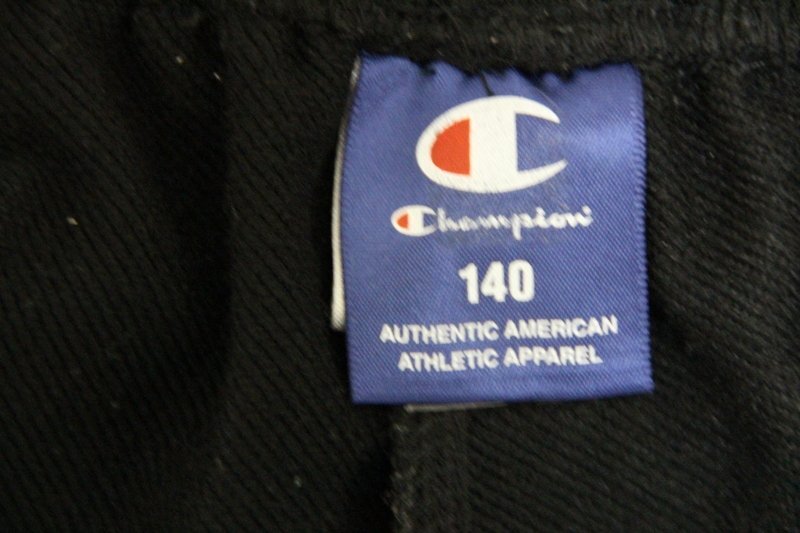 Champion
140
AUTHENTIC AMERICAN
ATHLETIC APPAREL